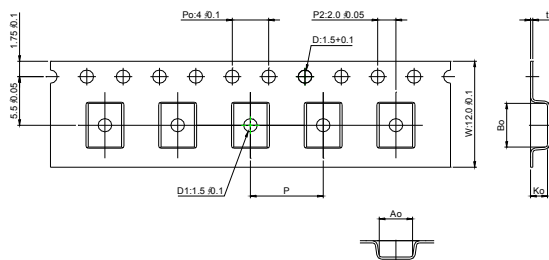 Po:4 ±0.1
P2:2.0 ±0.05
t
1.75 ±0.1
D:1.5+0.1
5.5 ±0.05
W:12.0 ±0.1
Bo
D1:1.5 ±0.1
P
Ko
Ao